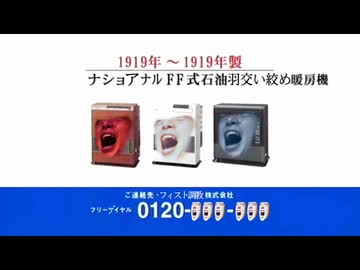 1919年 ～ 1919年製
ナショアナルFF式石油羽交い絞め暖房機
ご連絡先・フィスト調教株式会社
フリーダイヤル 0120-